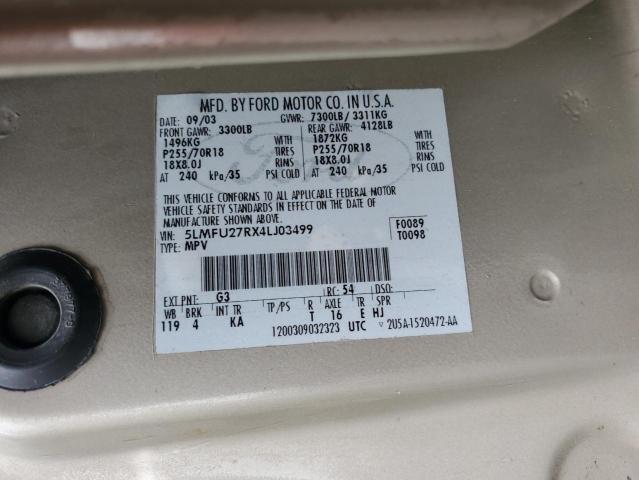 MFD. BY FORD MOTOR CO. IN U.S.A.
DATE: 09/03 GVWR: 7300LB/ 3311KG
FRONT GAWR: 3300LB REAR GAWR: 4128LB
1496KG WITH 1872KG WITH
P255/70R18 TIRES P255/70R18 TIRES
18X8.0J RIMS 18X8.0J RIMS
AT 240 kPa/35 PSI COLD AT 240 kPa/35 PSI COLD
Ford
THIS VEHICLE CONFORMS TO ALL APPLICABLE FEDERAL MOTOR
VEHICLE SAFETY STANDARDS IN EFFECT ON THE DATE OF
MANUFACTURE SHOWN ABOVE.
VIN: 5LMFU27RX4LJ03499 F0089
TYPE: MPV T0098
EXT PNT: G3 RC: 54 DSO:
WB BRK INT TR TP/PS R AXLE TR SPR
119 4 KA T 16 E HJ
1200309032323 UTC ▽ 2U5A-1520472-AA